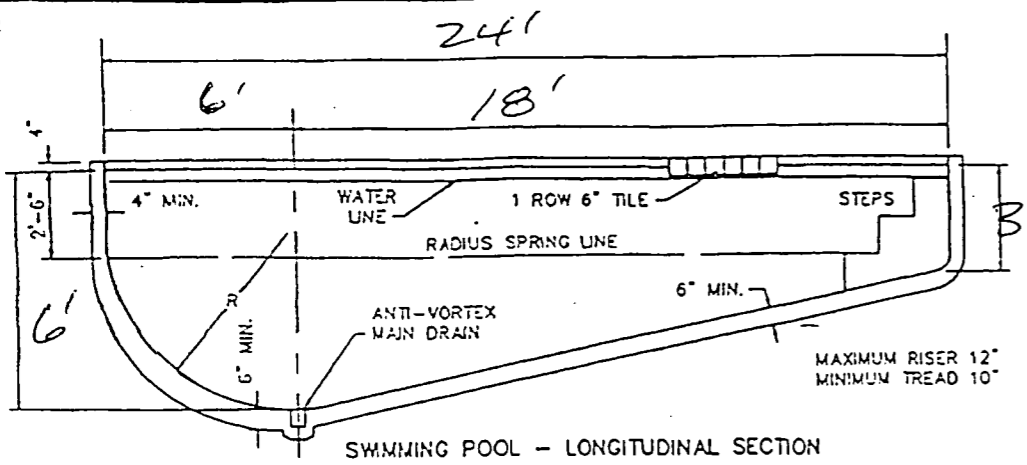 24'
6'
18'
4"
4" MIN.
WATER
LINE
1 ROW 6" TILE
STEPS
2'-6"
3
RADIUS SPRING LINE
6'
R
6" MIN.
6" MIN.
ANTI-VORTEX
MAIN DRAIN
MAXIMUM RISER 12"
MINIMUM TREAD 10"
SWIMMING POOL - LONGITUDINAL SECTION